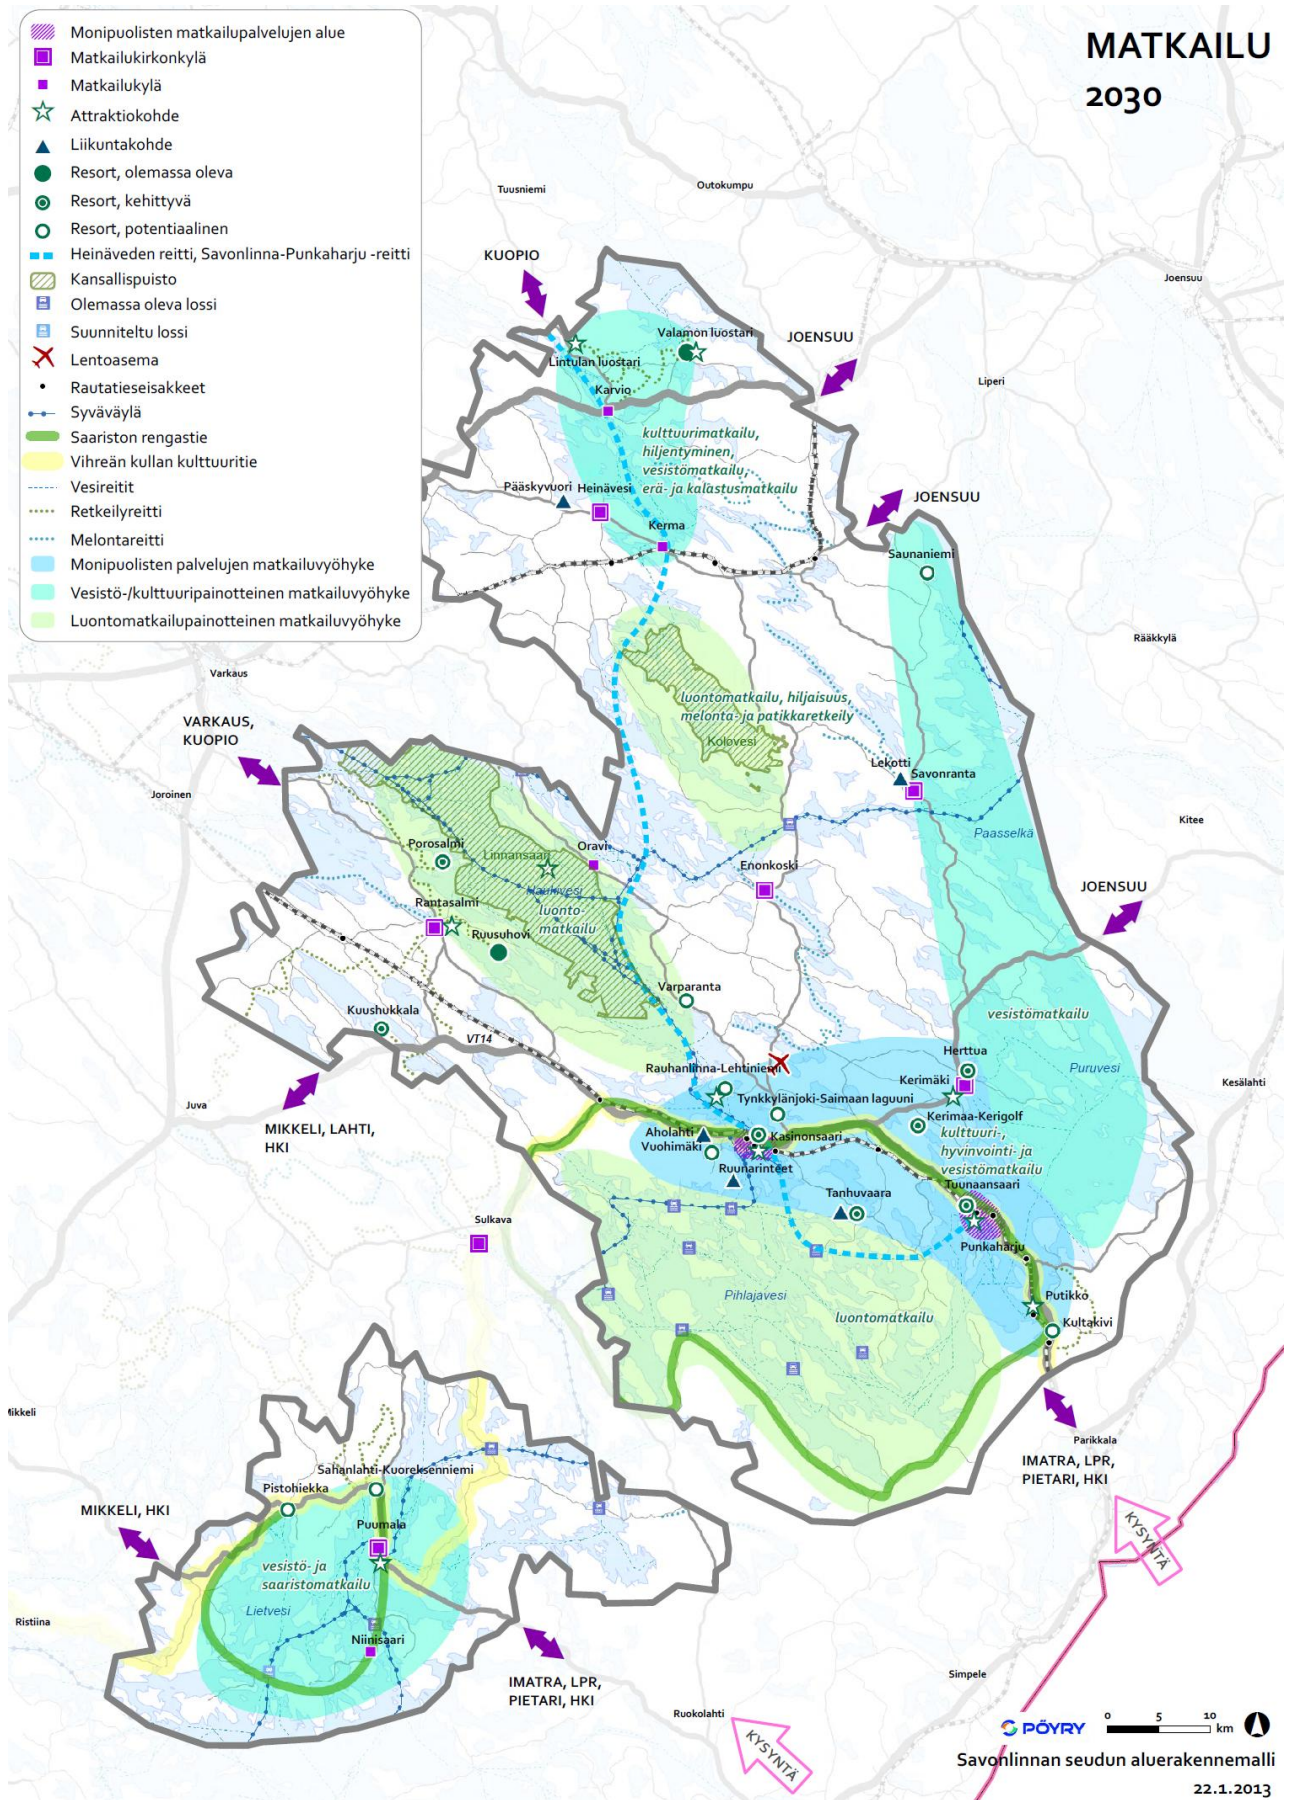 Monipuolisten matkailupalvelujen alue
Matkailukirkonkylä
Matkailukylä
Attraktiokohde
Liikuntakohde
Resort, olemassa oleva
Resort, kehittyvä
Resort, potentiaalinen
Heinäveden reitti, Savonlinna-Punkaharju -reitti
Kansallispuisto
Olemassa oleva lossi
Suunniteltu lossi
Lentoasema
Rautatieseisakkeet
Syväväylä
Saariston rengastie
Vihreän kullan kulttuuritie
Vesireitit
Retkeilyreitti
Melontareitti
Monipuolisten palvelujen matkailuvyöhyke
Vesistö-/kulttuuripainotteinen matkailuvyöhyke
Luontomatkailupainotteinen matkailuvyöhyke
MATKAILU
2030
Tuusniemi
Outokumpu
KUOPIO
Joensuu
Valamon luostari
JOENSUU
Lintulan luostari
Liperi
Karvio
kulttuurimatkailu,
hiljentyminen,
vesistömatkailu,
erä- ja kalastusmatkailu
Pääskyvuori
Heinävesi
JOENSUU
Kerma
Saunaniemi
Rääkkylä
Varkaus
luontomatkailu, hiljaisuus,
melonta- ja patikkaretkeily
VARKAUS,
KUOPIO
Kolovesi
Lekotti
Savonranta
Joroinen
Kitee
Paasselkä
Porosalmi
Linnansaari
Oravi
Enonkoski
JOENSUU
Haukivesi
Rantasalmi
luonto-
matkailu
Ruusuhovi
Varparanta
Kuushukkala
vesistömatkailu
VT14
Herttua
Rauhanlinna-Lehtiniemi
Puruvesi
Kerimäki
Kesälahti
Tynkkylänjoki-Saimaan laguuni
Juva
Kerimaa-Kerigolf
MIKKELI, LAHTI,
HKI
Aholahti
Kasinonsaari
kulttuuri-,
hyvinvointi- ja
vesistömatkailu
Vuohimäki
Ruunarinteet
Tuunaansaari
Tanhuvaara
Sulkava
Punkaharju
Pihlajavesi
Putikko
luontomatkailu
Kultakivi
Mikkeli
Parikkala
IMATRA, LPR,
PIETARI, HKI
Sahanlahti-Kuoreksenniemi
Pistohiekka
MIKKELI, HKI
KYSYNTÄ
Puumala
vesistö- ja
saaristomatkailu
Lietvesi
Ristiina
Niinisaari
IMATRA, LPR,
PIETARI, HKI
Simpele
Ruokolahti
KYSYNTÄ
PÖYRY
0 5 10
km
Savonlinnan seudun aluerakennemalli
22.1.2013